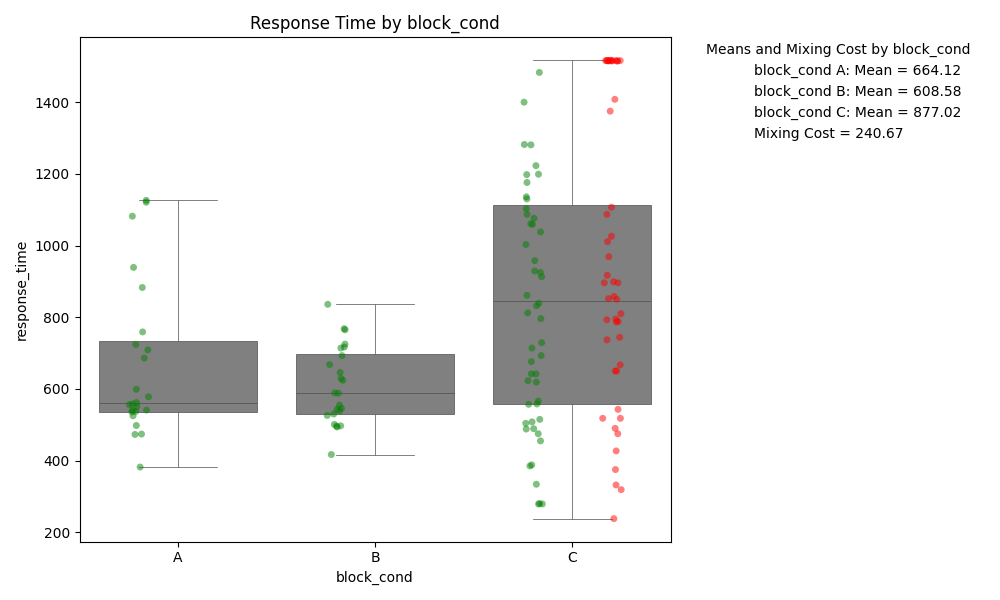 Response Time by block_cond
Means and Mixing Cost by block_cond
block_cond A: Mean = 664.12
block_cond B: Mean = 608.58
block_cond C: Mean = 877.02
Mixing Cost = 240.67
response_time
1400
1200
1000
800
600
400
200
A
B
C
block_cond